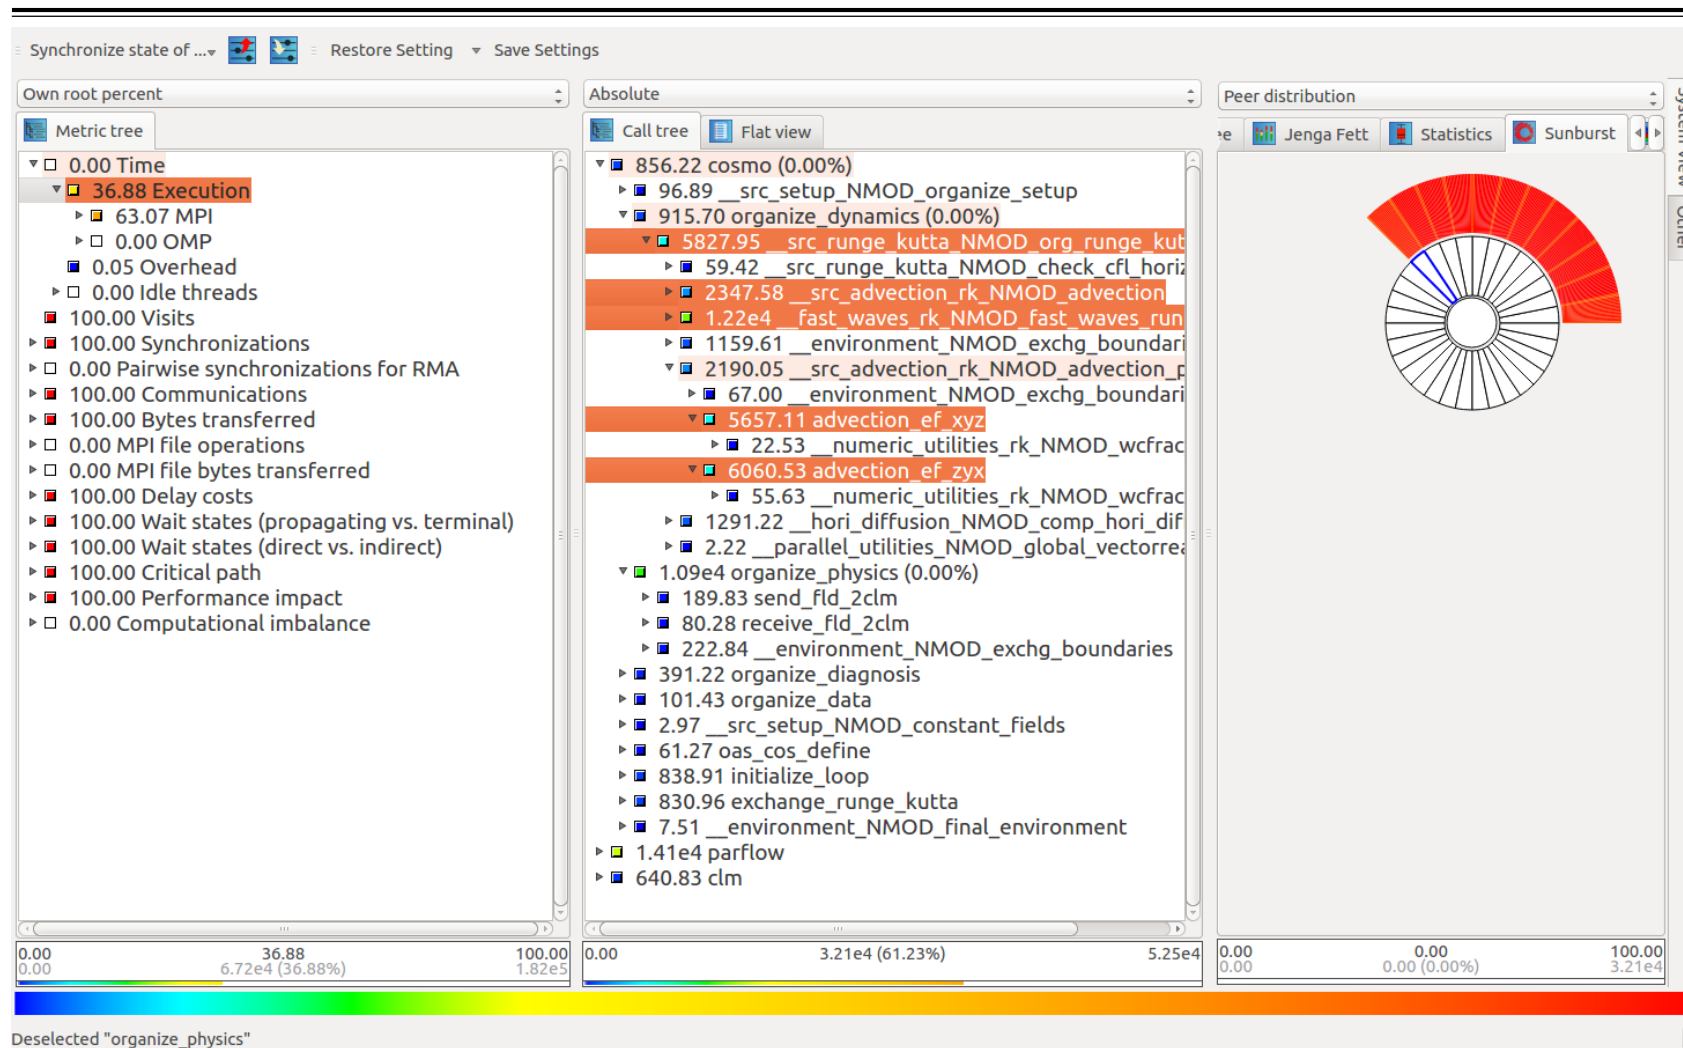 Synchronize state of ...
Restore Setting
Save Settings
Own root percent
Metric tree
0.00 Time
36.88 Execution
63.07 MPI
0.00 OMP
0.05 Overhead
0.00 Idle threads
100.00 Visits
100.00 Synchronizations
0.00 Pairwise synchronizations for RMA
100.00 Communications
100.00 Bytes transferred
0.00 MPI file operations
0.00 MPI file bytes transferred
100.00 Delay costs
100.00 Wait states (propagating vs. terminal)
100.00 Wait states (direct vs. indirect)
100.00 Critical path
100.00 Performance impact
0.00 Computational imbalance
0.00 36.88 100.00
0.00 6.72e4 (36.88%) 1.82e5
Absolute
Call tree Flat view
856.22 cosmo (0.00%)
96.89 __src_setup_NMOD_organize_setup
915.70 organize_dynamics (0.00%)
5827.95 __src_runge_kutta_NMOD_org_runge_kut
59.42 __src_runge_kutta_NMOD_check_cfl_horiz
2347.58 __src_advection_rk_NMOD_advection
1.22e4 __fast_waves_rk_NMOD_fast_waves_run
1159.61 __environment_NMOD_exchg_boundari
2190.05 __src_advection_rk_NMOD_advection_p
67.00 __environment_NMOD_exchg_boundari
5657.11 advection_ef_xyz
22.53 __numeric_utilities_rk_NMOD_wcfrac
6060.53 advection_ef_zyx
55.63 __numeric_utilities_rk_NMOD_wcfrac
1291.22 __hori_diffusion_NMOD_comp_hori_dif
2.22 __parallel_utilities_NMOD_global_vectorrea
1.09e4 organize_physics (0.00%)
189.83 send_fld_2clm
80.28 receive_fld_2clm
222.84 __environment_NMOD_exchg_boundaries
391.22 organize_diagnosis
101.43 organize_data
2.97 __src_setup_NMOD_constant_fields
61.27 oas_cos_define
838.91 initialize_loop
830.96 exchange_runge_kutta
7.51 __environment_NMOD_final_environment
1.41e4 parflow
640.83 clm
0.00 3.21e4 (61.23%) 5.25e4
Peer distribution
ee Jenga Fett Statistics Sunburst
0.00 0.00 100.00
0.00 0.00 (0.00%) 3.21e4
System view
Other
Deselected "organize_physics"